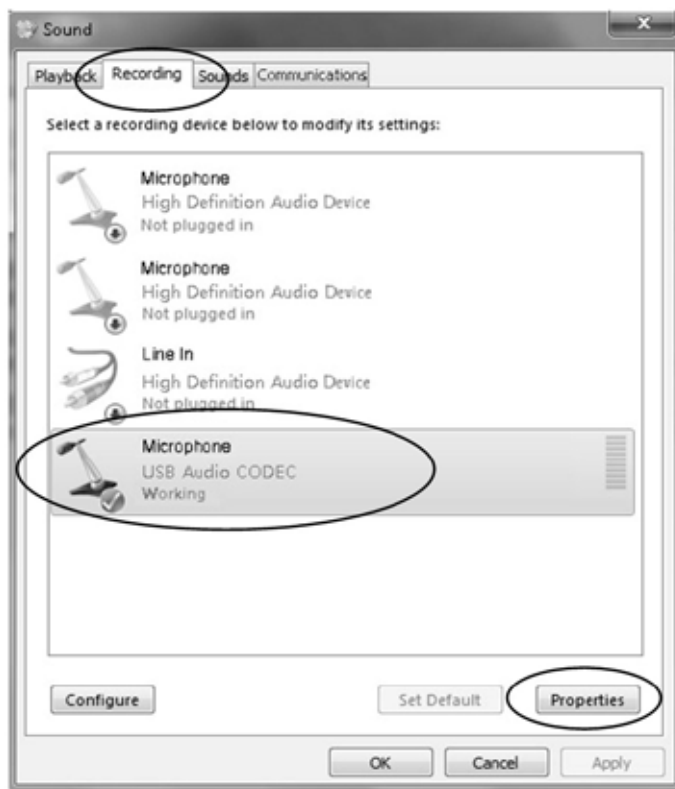 Sound
Playback Recording Sounds Communications
Select a recording device below to modify its settings:
Microphone
High Definition Audio Device
Not plugged in
Microphone
High Definition Audio Device
Not plugged in
Line In
High Definition Audio Device
Not plugged in
Microphone
USB Audio CODEC
Working
Configure Set Default Properties
OK Cancel Apply